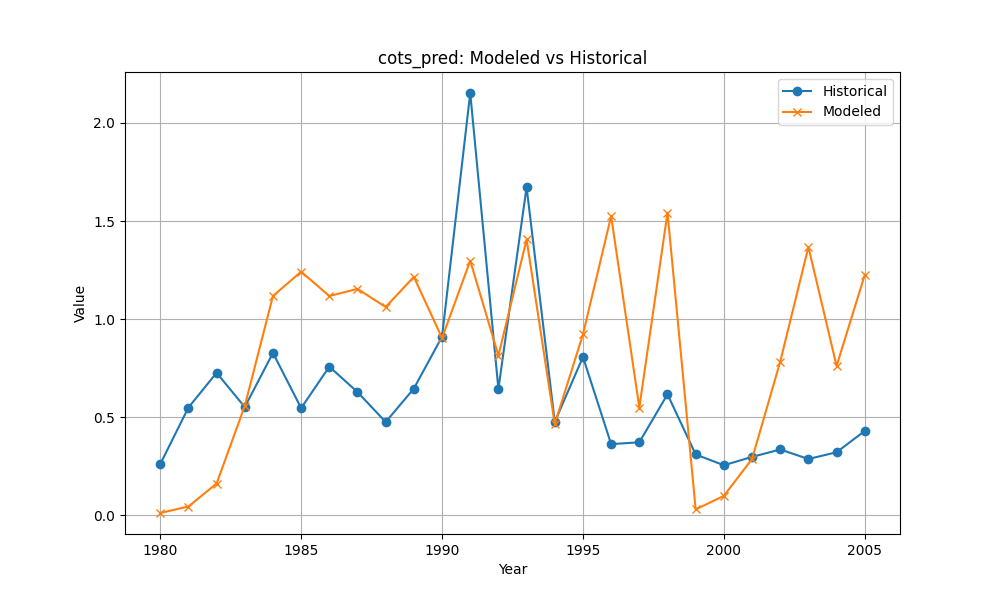 cots_pred: Modeled vs Historical
Historical
Modeled
Value
2.0
1.5
1.0
0.5
0.0
1980 1985 1990 1995 2000 2005
Year